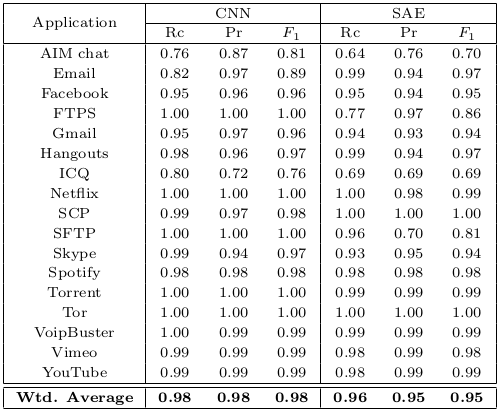 Application CNN SAE
Rc Pr F1 Rc Pr F1
AIM chat 0.76 0.87 0.81 0.64 0.76 0.70
Email 0.82 0.97 0.89 0.99 0.94 0.97
Facebook 0.95 0.96 0.96 0.95 0.94 0.95
FTPS 1.00 1.00 1.00 0.77 0.97 0.86
Gmail 0.95 0.97 0.96 0.94 0.93 0.94
Hangouts 0.98 0.96 0.97 0.99 0.94 0.97
ICQ 0.80 0.72 0.76 0.69 0.69 0.69
Netflix 1.00 1.00 1.00 1.00 0.98 0.99
SCP 0.99 0.97 0.98 1.00 1.00 1.00
SFTP 1.00 1.00 1.00 0.96 0.70 0.81
Skype 0.99 0.94 0.97 0.93 0.95 0.94
Spotify 0.98 0.98 0.98 0.98 0.98 0.98
Torrent 1.00 1.00 1.00 0.99 0.99 0.99
Tor 1.00 1.00 1.00 1.00 1.00 1.00
VoipBuster 1.00 0.99 0.99 0.99 0.99 0.99
Vimeo 0.99 0.99 0.99 0.98 0.99 0.98
YouTube 0.99 0.99 0.99 0.98 0.99 0.99
Wtd. Average 0.98 0.98 0.98 0.96 0.95 0.95